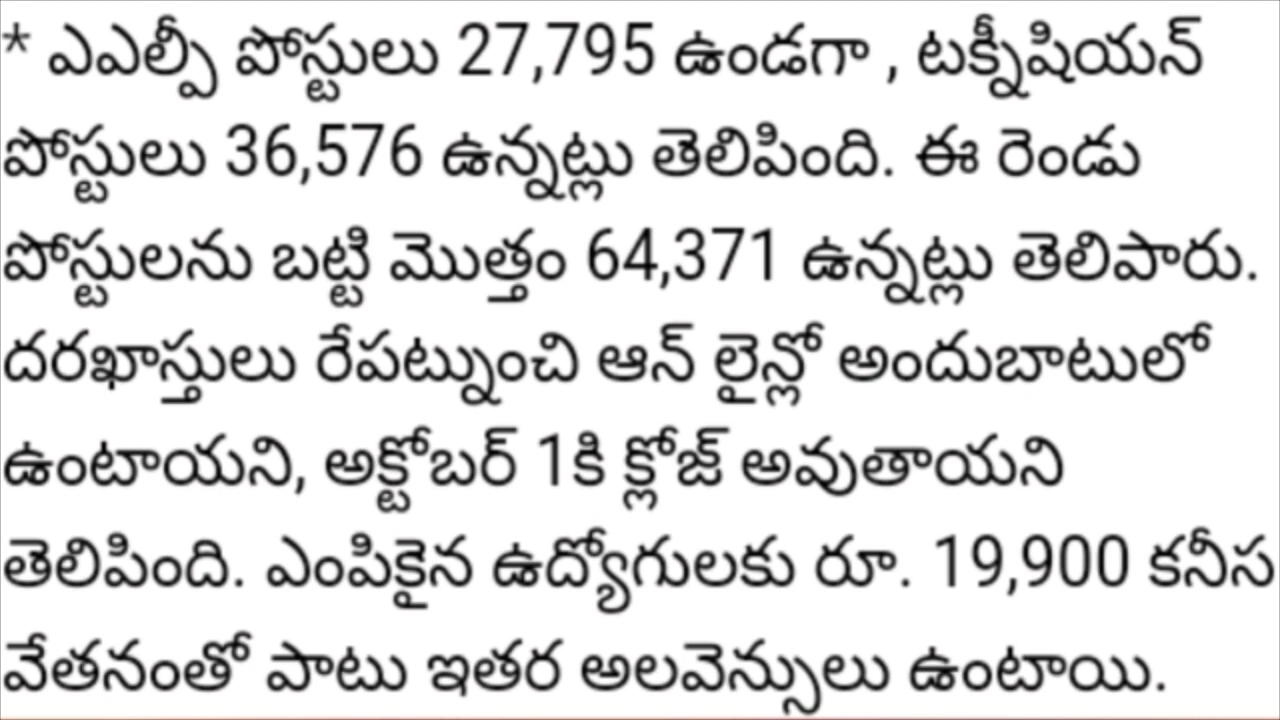 * ఎఎల్పీ పోస్టులు 27,795 ఉండగా , టక్నీషియన్
పోస్టులు 36,576 ఉన్నట్లు తెలిపింది. ఈ రెండు
పోస్టులను బట్టి మొత్తం 64,371 ఉన్నట్లు తెలిపారు.
దరఖాస్తులు రేపట్నుంచి ఆన్ లైన్లో అందుబాటులో
ఉంటాయని, అక్టోబర్ 1కి క్లోజ్ అవుతాయని
తెలిపింది. ఎంపికైన ఉద్యోగులకు రూ. 19,900 కనీస
వేతనంతో పాటు ఇతర అలవెన్సులు ఉంటాయి.